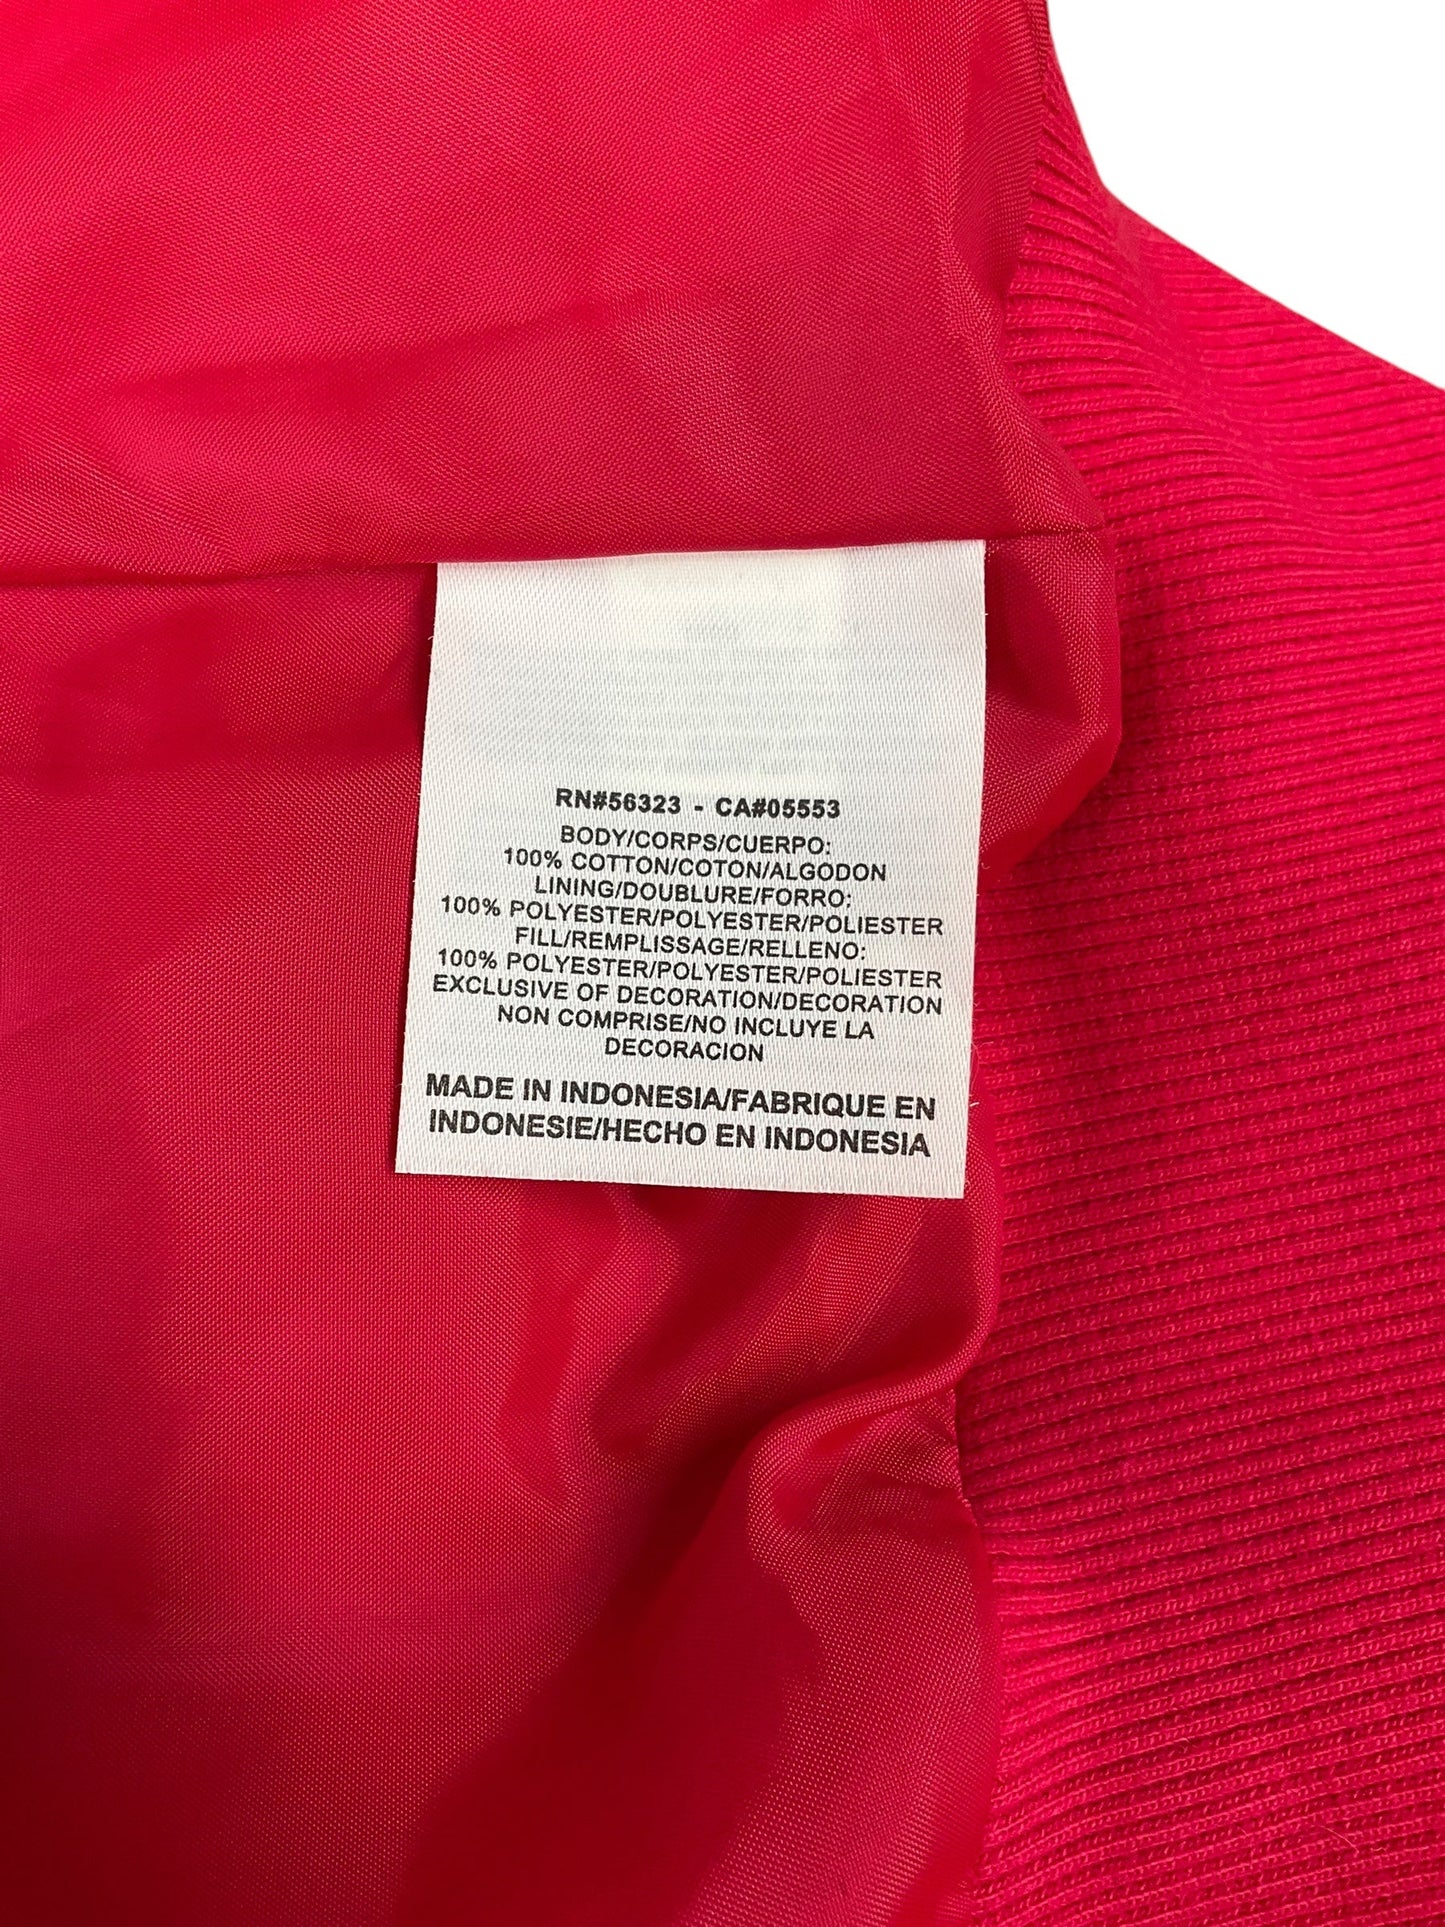 RN#56323 - CA#05553
BODY/CORPS/CUERPO:
100% COTTON/COTON/ALGODON
LINING/DOUBLURE/FORRO:
100% POLYESTER/POLYESTER/POLIESTER
FILL/REMPLISSAGE/RELLENO:
100% POLYESTER/POLYESTER/POLIESTER
EXCLUSIVE OF DECORATION/DECORATION
NON COMPRISE/NO INCLUYE LA
DECORACION
MADE IN INDONESIA/FABRIQUE EN
INDONESIE/HECHO EN INDONESIA